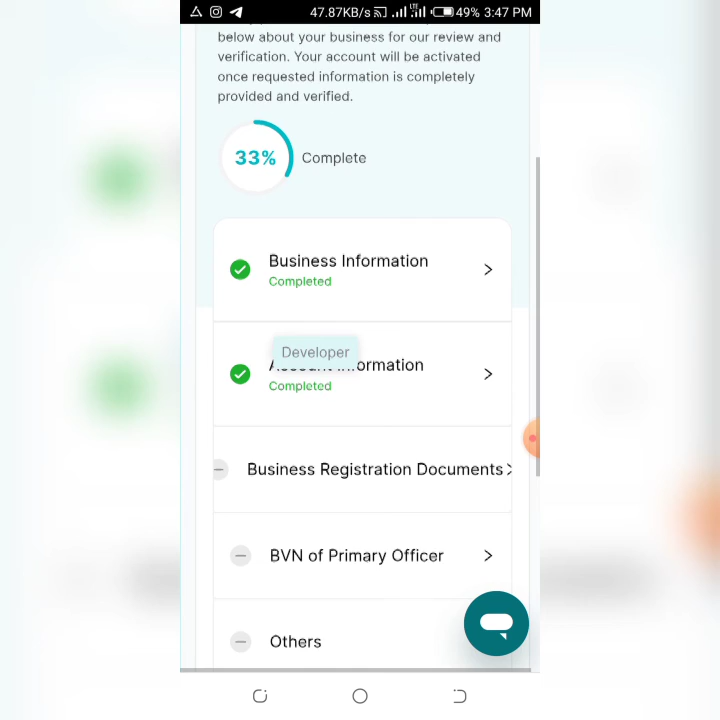 47.87KB/s LTE 49% 3:47 PM
below about your business for our review and
verification. Your account will be activated
once requested information is completely
provided and verified.
33% Complete
Business Information
Completed
Developer
Information
Completed
Business Registration Documents
BVN of Primary Officer
Others